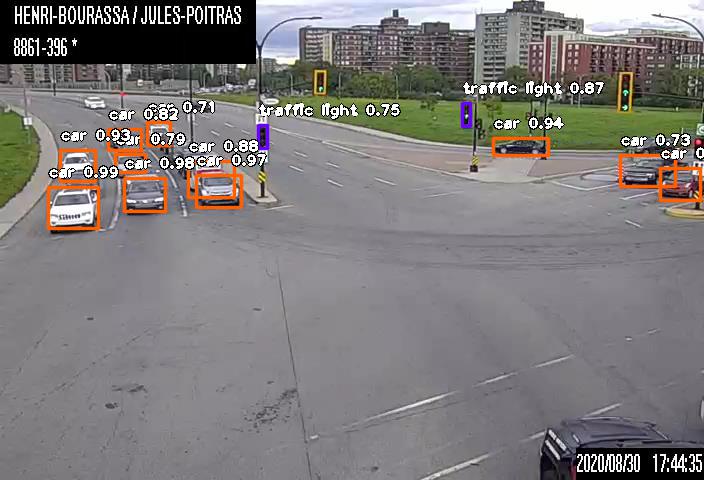 HENRI-BOURASSA / JULES-POITRAS
8861-396 *
traffic light 0.87
car 0.82
car 0.71
traffic light 0.75
car 0.94
car 0.93
car 0.79
car 0.88
car 0.73
car 0.99
car 0.98
car 0.97
car 0
2020/08/30 17:44:35